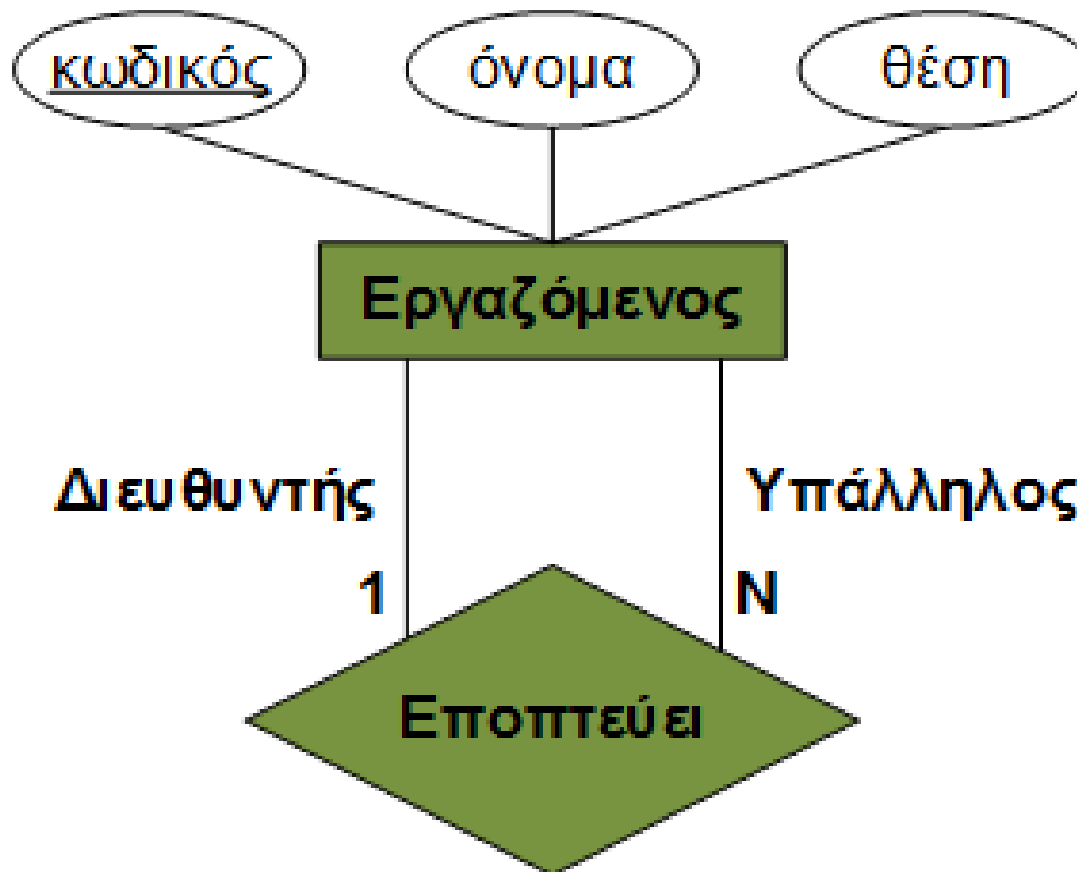 κωδικός
όνομα
θέση
Εργαζόμενος
Διευθυντής
Υπάλληλος
1
N
Εποπτεύει